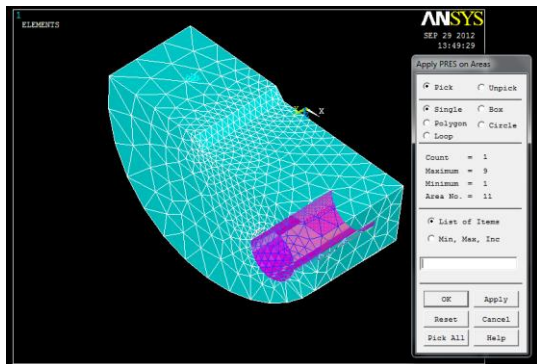 1
ELEMENTS
ANSYS
SEP 29 2012
13:49:29
Apply PRES on Areas
Pick Unpick
Single Box
Polygon Circle
Loop
Count = 1
Maximum = 9
Minimum = 1
Area No. = 11
List of Items
Min, Max, Inc
OK Apply
Reset Cancel
Pick All Help
X